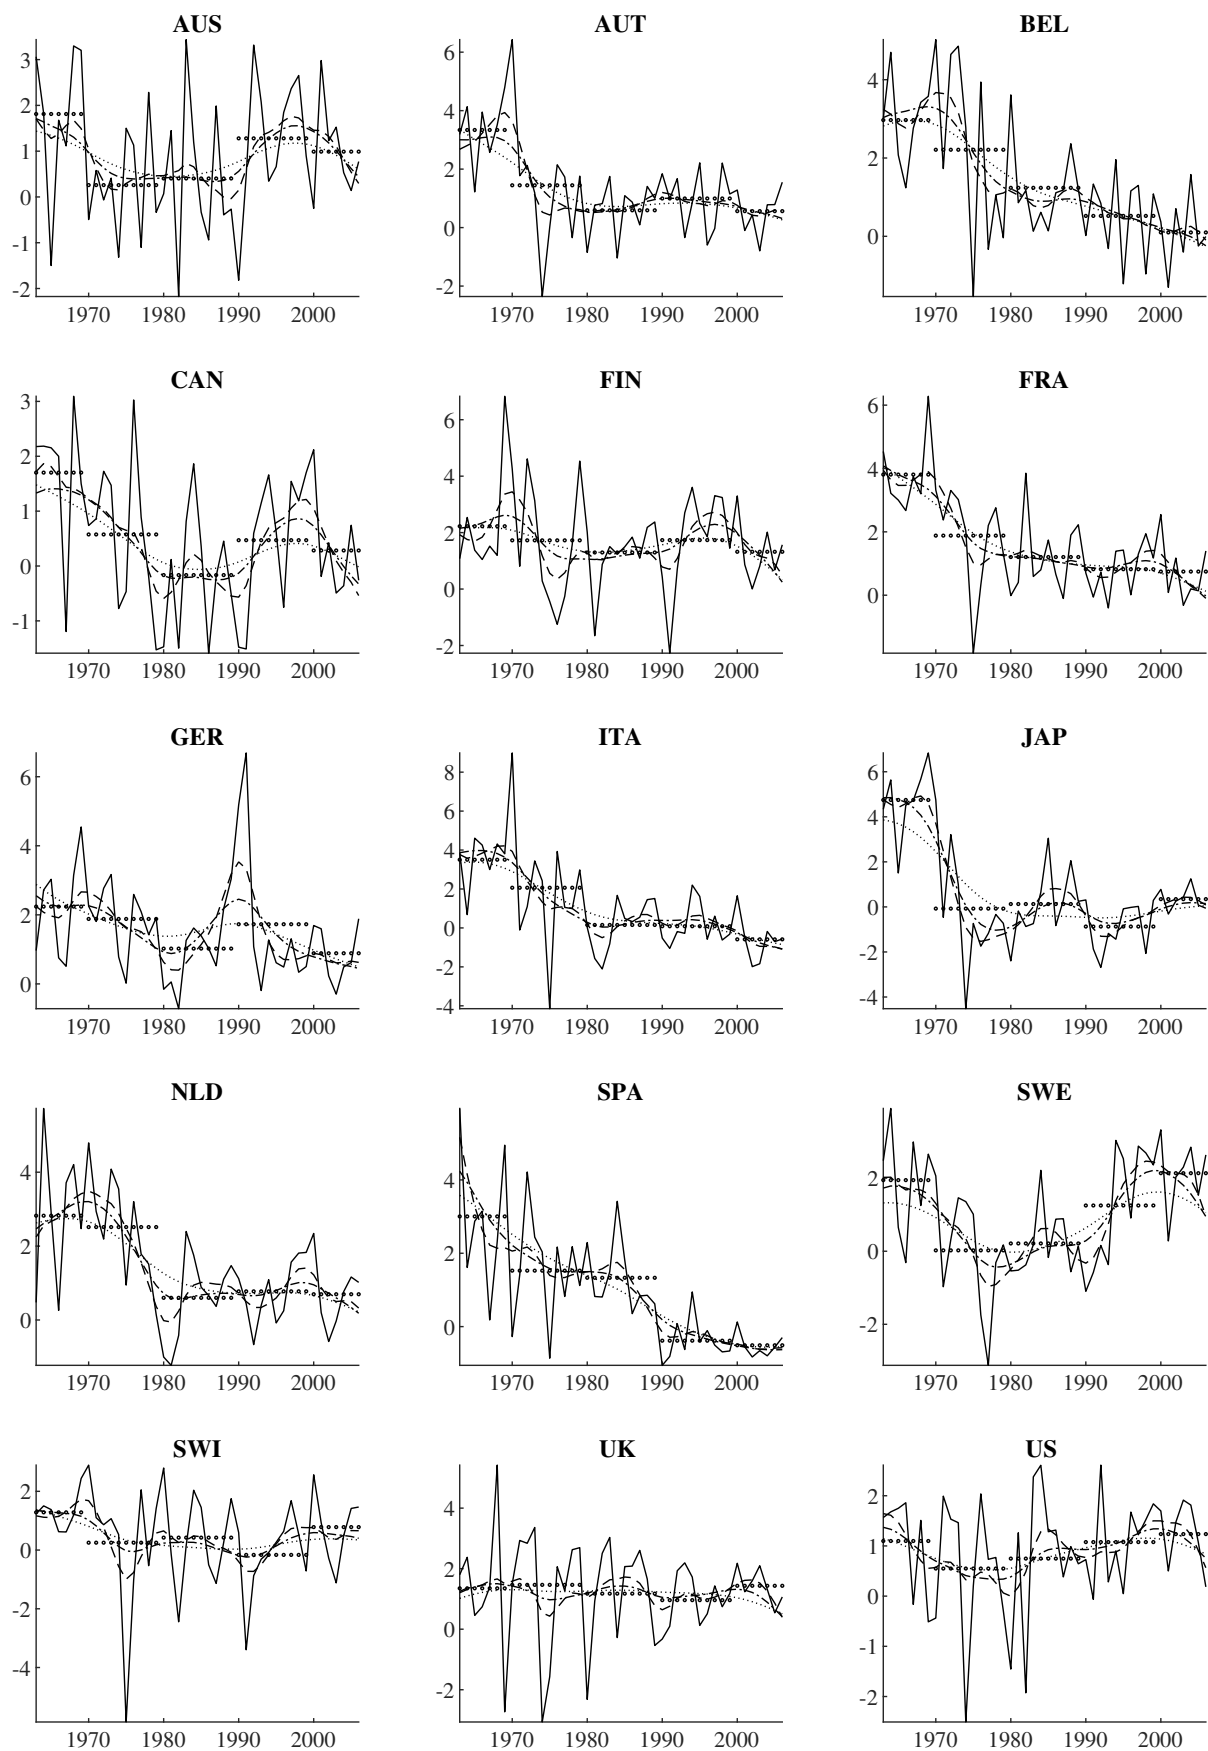 AUS AUT BEL
3 2 1 0 -1 -2
6 4 2 0 -2
4 2 0
1970 1980 1990 2000 1970 1980 1990 2000 1970 1980 1990 2000
CAN FIN FRA
3 2 1 0 -1
6 4 2 0 -2
6 4 2 0
1970 1980 1990 2000 1970 1980 1990 2000 1970 1980 1990 2000
GER ITA JAP
6 4 2 0
8 6 4 2 0 -2 -4
6 4 2 0 -2 -4
1970 1980 1990 2000 1970 1980 1990 2000 1970 1980 1990 2000
NLD SPA SWE
4 2 0
4 2 0
2 0 -2
1970 1980 1990 2000 1970 1980 1990 2000 1970 1980 1990 2000
SWI UK US
2 0 -2 -4
4 2 0 -2
2 1 0 -1 -2
1970 1980 1990 2000 1970 1980 1990 2000 1970 1980 1990 2000